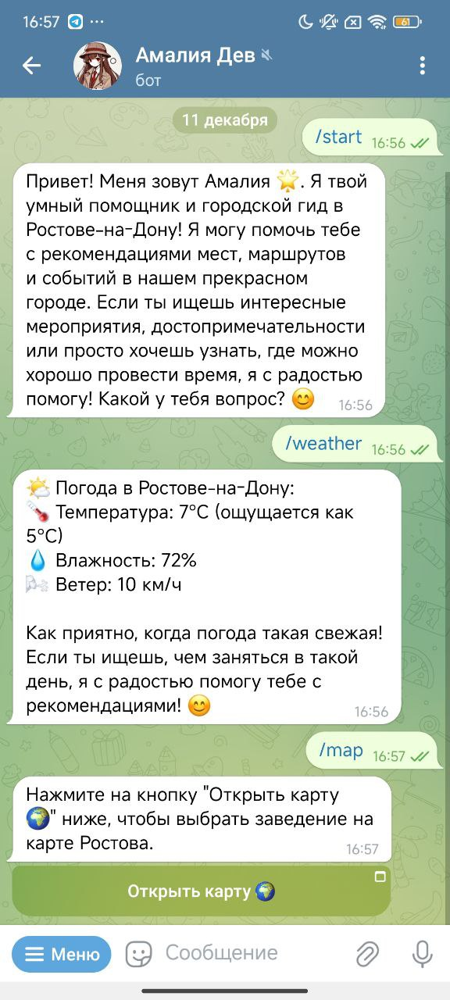 16:57 ...
61
Амалия Дев
бот
11 декабря
/start 16:56
Привет! Меня зовут Амалия 🌟. Я твой
умный помощник и городской гид в
Ростове-на-Дону! Я могу помочь тебе
с рекомендациями мест, маршрутов
и событий в нашем прекрасном
городе. Если ты ищешь интересные
мероприятия, достопримечательности
или просто хочешь узнать, где можно
хорошо провести время, я с радостью
помогу! Какой у тебя вопрос? 😊 16:56
/weather 16:56
🌤 Погода в Ростове-на-Дону:
🌡 Температура: 7°C (ощущается как
5°C)
💧 Влажность: 72%
🌬 Ветер: 10 км/ч
Как приятно, когда погода такая свежая!
Если ты ищешь, чем заняться в такой
день, я с радостью помогу тебе с
рекомендациями! 😊 16:56
/map 16:57
Нажмите на кнопку "Открыть карту
🌍" ниже, чтобы выбрать заведение на
карте Ростова. 16:57
Открыть карту 🌍
Меню Сообщение